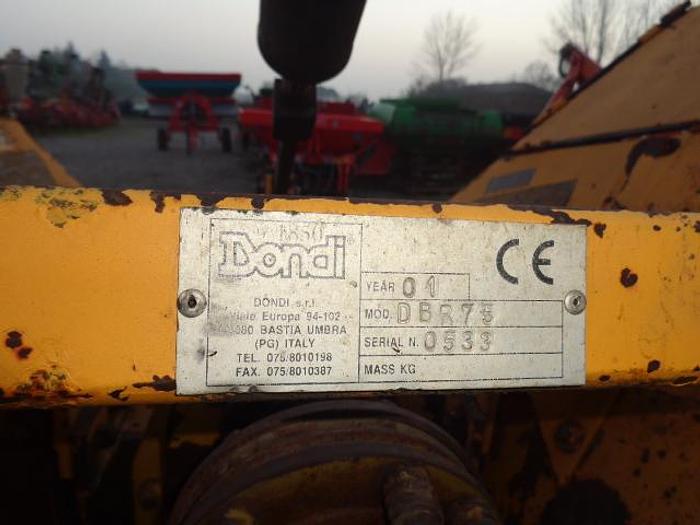 1850
Dondi
DONDI s.r.l.
Viale Europa 94-102
BASTIA UMBRA
(PG) ITALY
TEL. 075/8010198
FAX. 075/8010387
YEAR 01
MOD. DBR75
SERIAL N. 0533
MASS KG
CE